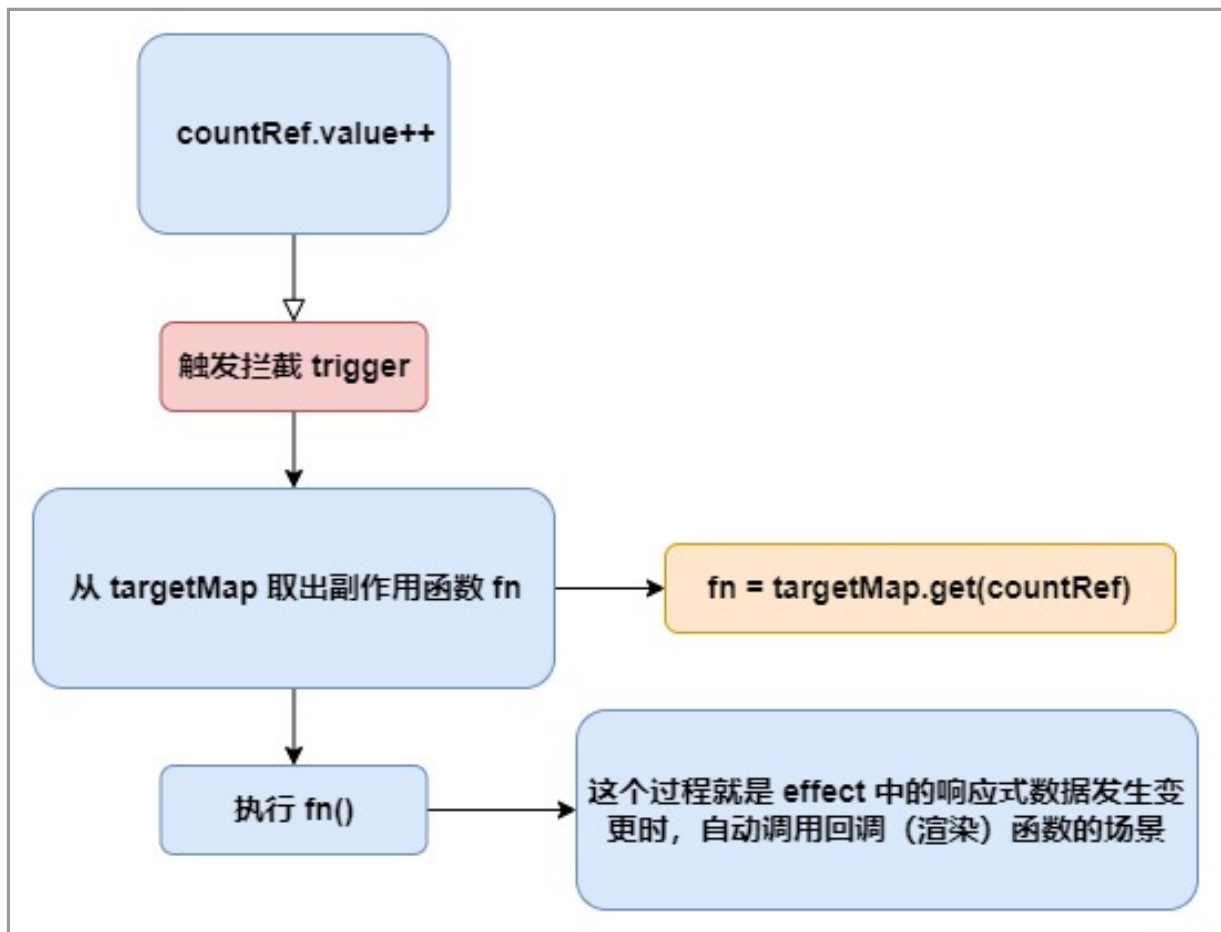 countRef.value++
触发拦截 trigger
从 targetMap 取出副作用函数 fn
fn = targetMap.get(countRef)
执行 fn()
这个过程就是 effect 中的响应式数据发生变
更时，自动调用回调（渲染）函数的场景